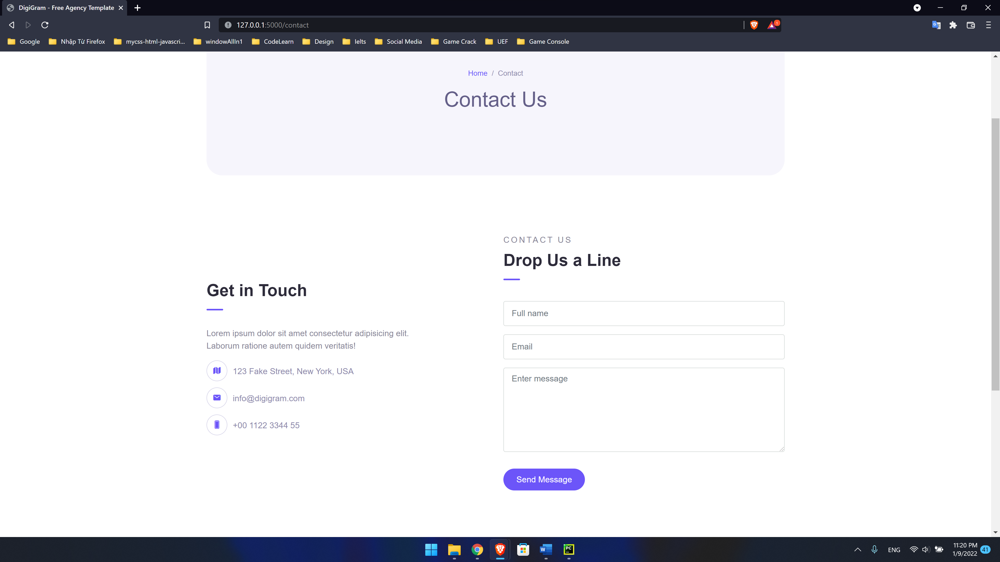 DigiGram - Free Agency Template
127.0.0.1:5000/contact
1
Google
Nhập Từ Firefox
mycss-html-javascri...
windowAllIn1
CodeLearn
Design
Ielts
Social Media
Game Crack
UEF
Game Console
Home / Contact
Contact Us
Get in Touch
Lorem ipsum dolor sit amet consectetur adipisicing elit.
Laborum ratione autem quidem veritatis!
123 Fake Street, New York, USA
info@digigram.com
+00 1122 3344 55
CONTACT US
Drop Us a Line
Full name
Email
Enter message
Send Message
W
PC
ENG
11:20 PM
1/9/2022
41